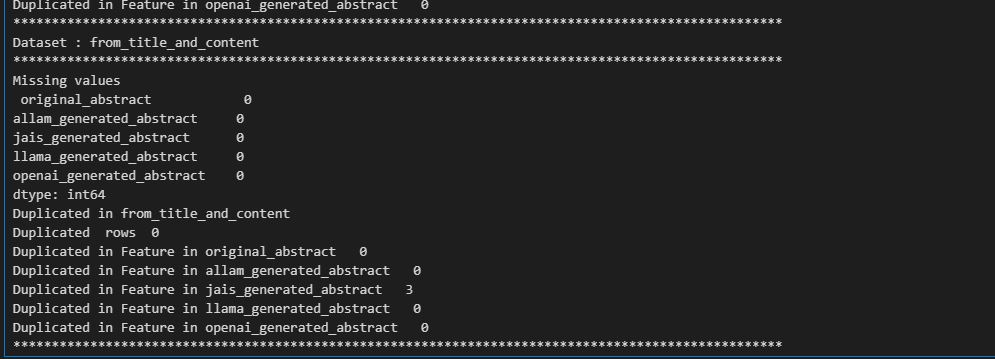 Duplicated in Feature in openai_generated_abstract   0
****************************************************************************************************
Dataset : from_title_and_content
****************************************************************************************************
Missing values
 original_abstract            0
allam_generated_abstract     0
jais_generated_abstract      0
llama_generated_abstract     0
openai_generated_abstract    0
dtype: int64
Duplicated in from_title_and_content
Duplicated  rows  0
Duplicated in Feature in original_abstract   0
Duplicated in Feature in allam_generated_abstract   0
Duplicated in Feature in jais_generated_abstract   3
Duplicated in Feature in llama_generated_abstract   0
Duplicated in Feature in openai_generated_abstract   0
****************************************************************************************************